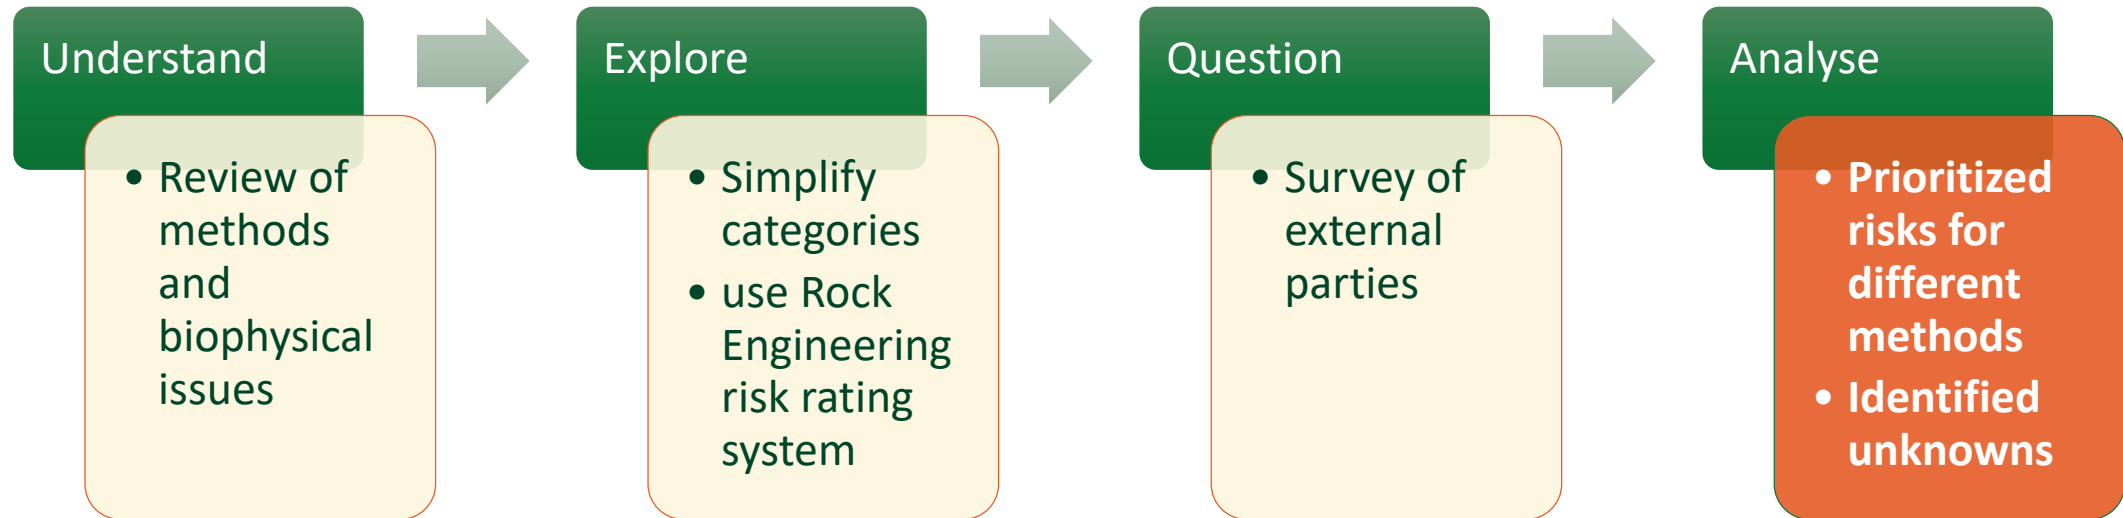 Understand
• Review of
methods
and
biophysical
issues
Explore
• Simplify
categories
• use Rock
Engineering
risk rating
system
Question
• Survey of
external
parties
Analyse
• Prioritized
risks for
different
methods
• Identified
unknowns